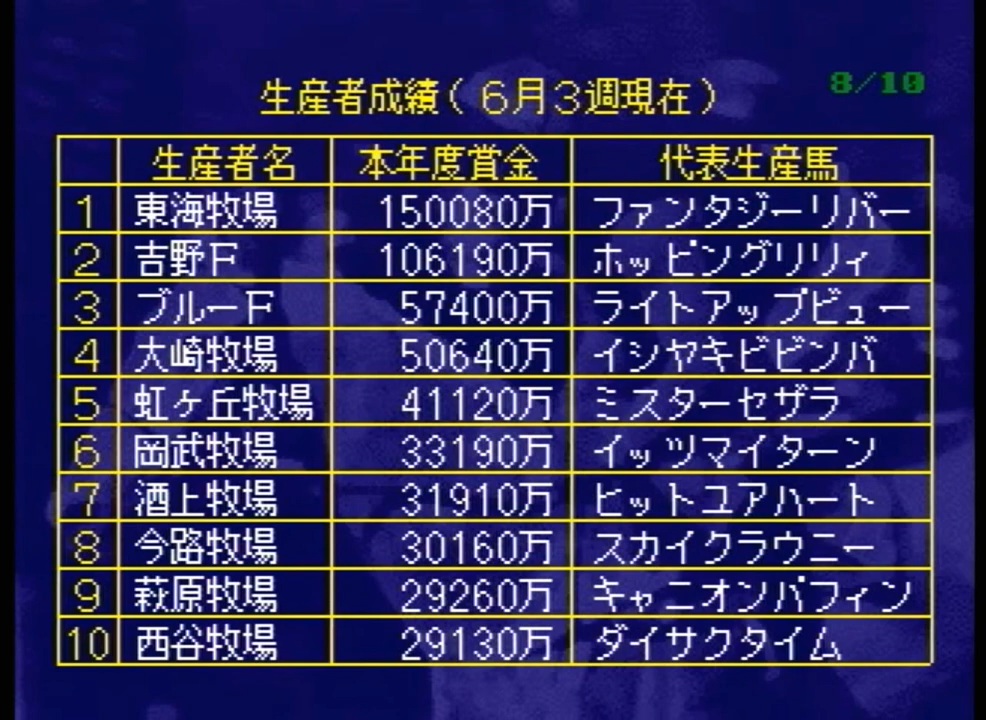 8/10
生産者成績(6月3週現在)
生産者名 本年度賞金 代表生産馬
1 東海牧場 150080万 ファンタジーリバー
2 吉野F 106190万 ホッピングリリィ
3 ブルーF 57400万 ライトアップビュー
4 大崎牧場 50640万 イシヤキビビンバ
5 虹ヶ丘牧場 41120万 ミスターセザラ
6 岡武牧場 33190万 イッツマイターン
7 酒上牧場 31910万 ヒットユアハート
8 今路牧場 30160万 スカイクラウニー
9 萩原牧場 29260万 キャニオンパフィン
10 西谷牧場 29130万 ダイサクタイム